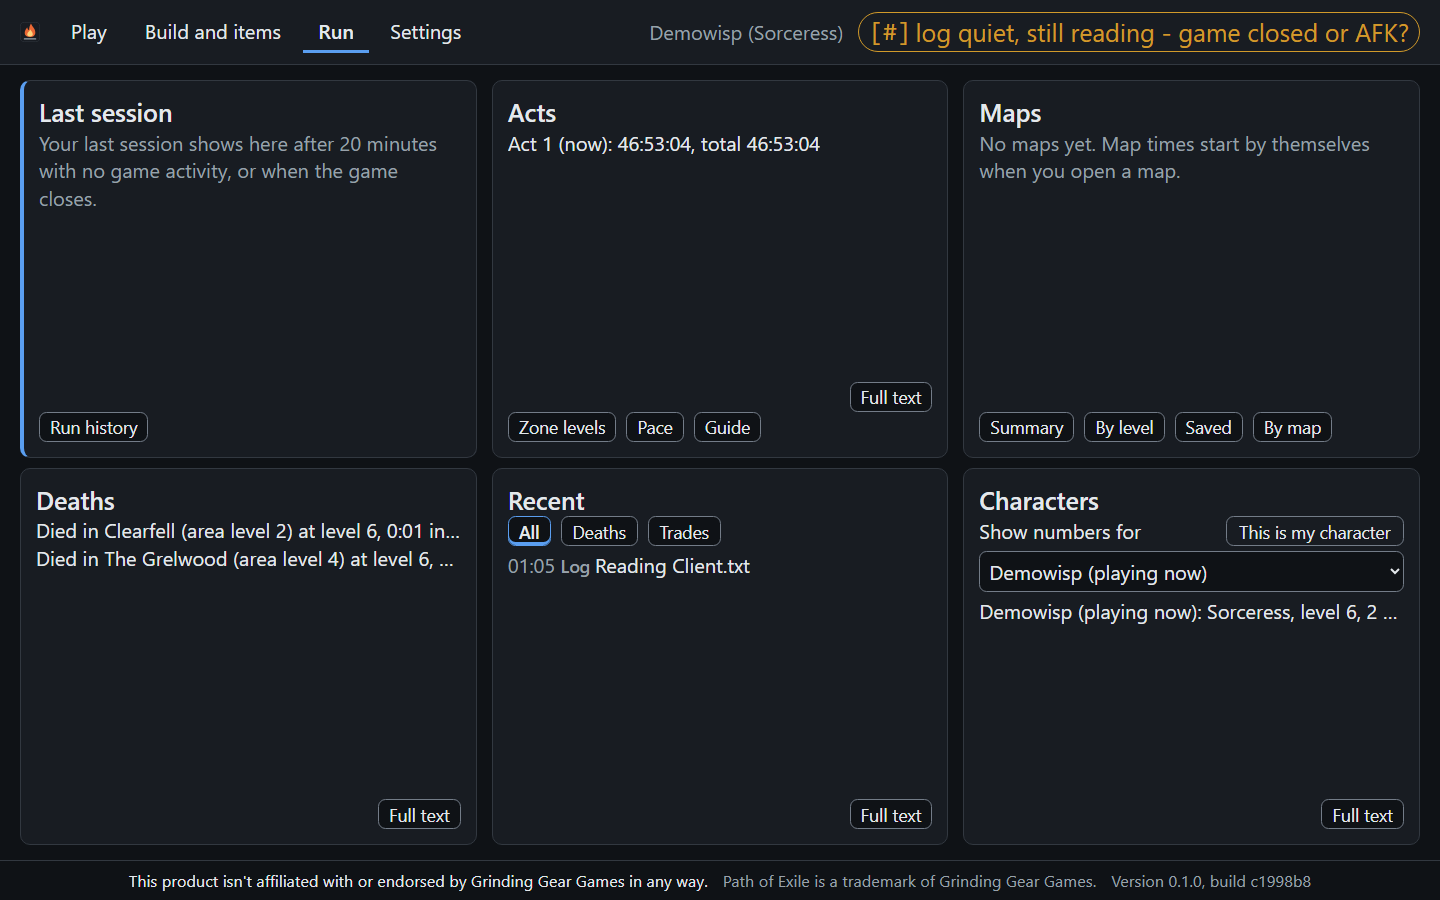 Play Build and items Run Settings Demowisp (Sorceress) [#] log quiet, still reading - game closed or AFK?
Last session
Your last session shows here after 20 minutes
with no game activity, or when the game
closes.
Run history
Acts
Act 1 (now): 46:53:04, total 46:53:04
Full text
Zone levels Pace Guide
Maps
No maps yet. Map times start by themselves
when you open a map.
Summary By level Saved By map
Deaths
Died in Clearfell (area level 2) at level 6, 0:01 in...
Died in The Grelwood (area level 4) at level 6, ...
Full text
Recent
All Deaths Trades
01:05 Log Reading Client.txt
Full text
Characters
Show numbers for This is my character
Demowisp (playing now)
Demowisp (playing now): Sorceress, level 6, 2 ...
Full text
This product isn't affiliated with or endorsed by Grinding Gear Games in any way. Path of Exile is a trademark of Grinding Gear Games. Version 0.1.0, build c1998b8